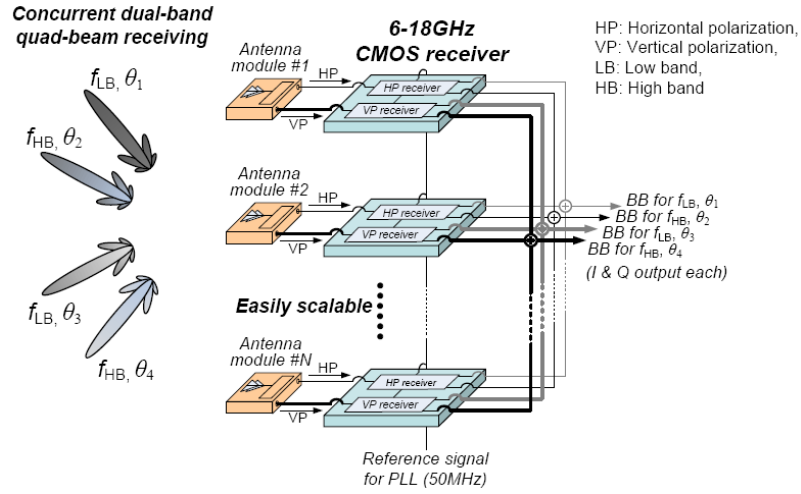 Concurrent dual-band
quad-beam receiving
6-18GHz
CMOS receiver
HP: Horizontal polarization,
VP: Vertical polarization,
LB: Low band,
HB: High band
fLB, θ1
fHB, θ2
fLB, θ3
fHB, θ4
Antenna
module #1
HP
VP
HP receiver
VP receiver
Antenna
module #2
HP
VP
HP receiver
VP receiver
BB for fLB, θ1
BB for fHB, θ2
BB for fLB, θ3
BB for fHB, θ4
(I & Q output each)
Easily scalable
Antenna
module #N
HP
VP
HP receiver
VP receiver
Reference signal
for PLL (50MHz)